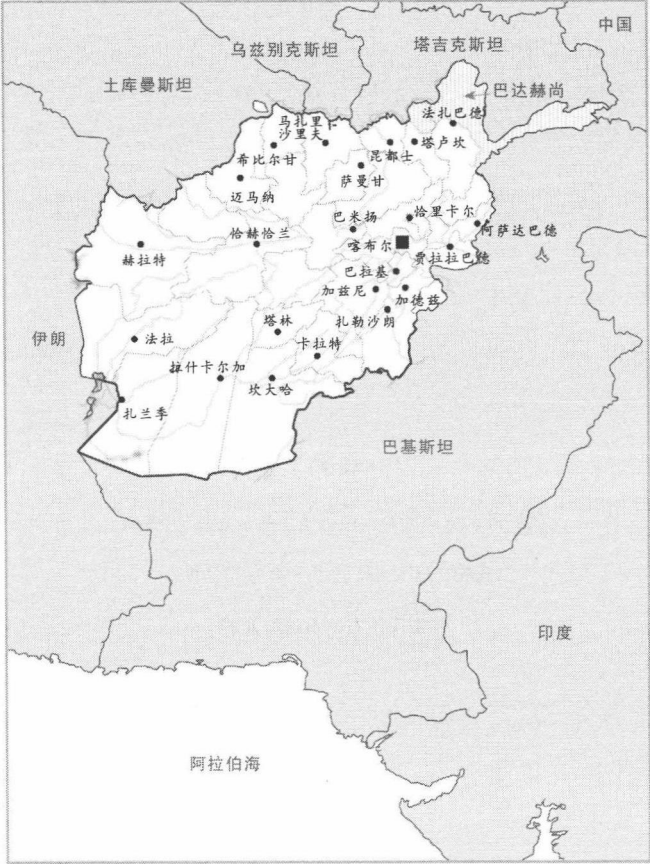 中国
乌兹别克斯坦
塔吉克斯坦
土库曼斯坦
巴达赫尚
法扎巴德
马扎里
沙里夫
塔卢坎
昆都士
希比尔甘
萨曼甘
迈马纳
巴米扬
恰里卡尔
阿萨达巴德
恰赫恰兰
喀布尔
赫拉特
贾拉拉巴德
巴拉基
加兹尼
加德兹
扎勒沙朗
塔林
伊朗
法拉
卡拉特
拉什卡尔加
坎大哈
扎兰季
巴基斯坦
印度
阿拉伯海